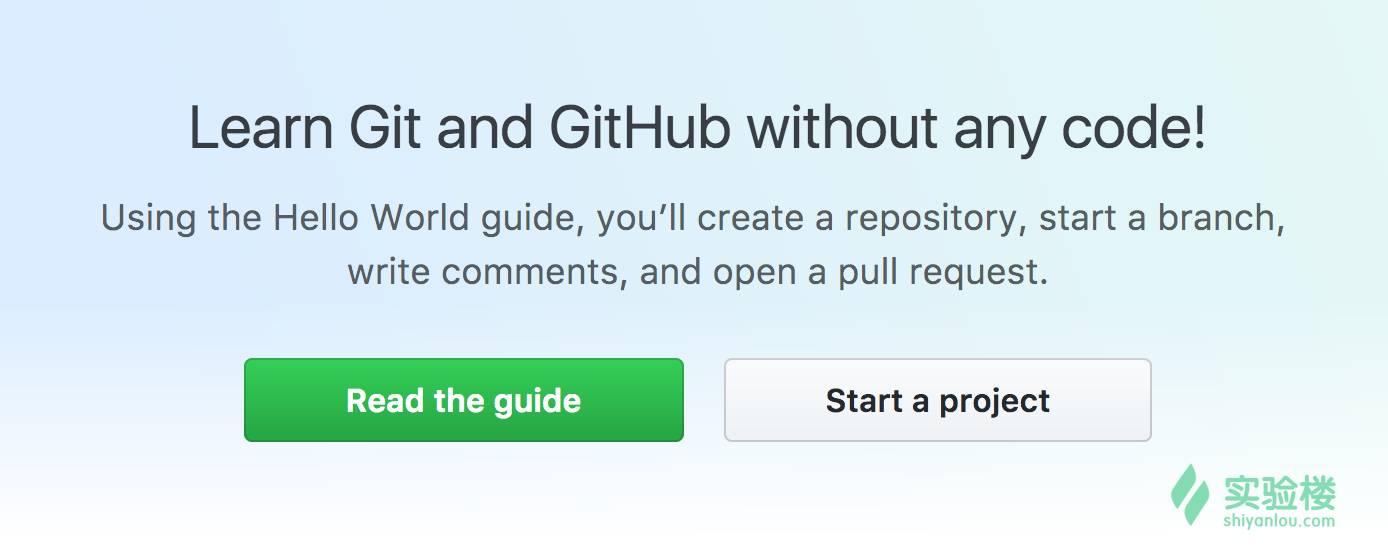 Learn Git and GitHub without any code!
Using the Hello World guide, you’ll create a repository, start a branch,
write comments, and open a pull request.
Read the guide
Start a project
实验楼
shiyanlou.com